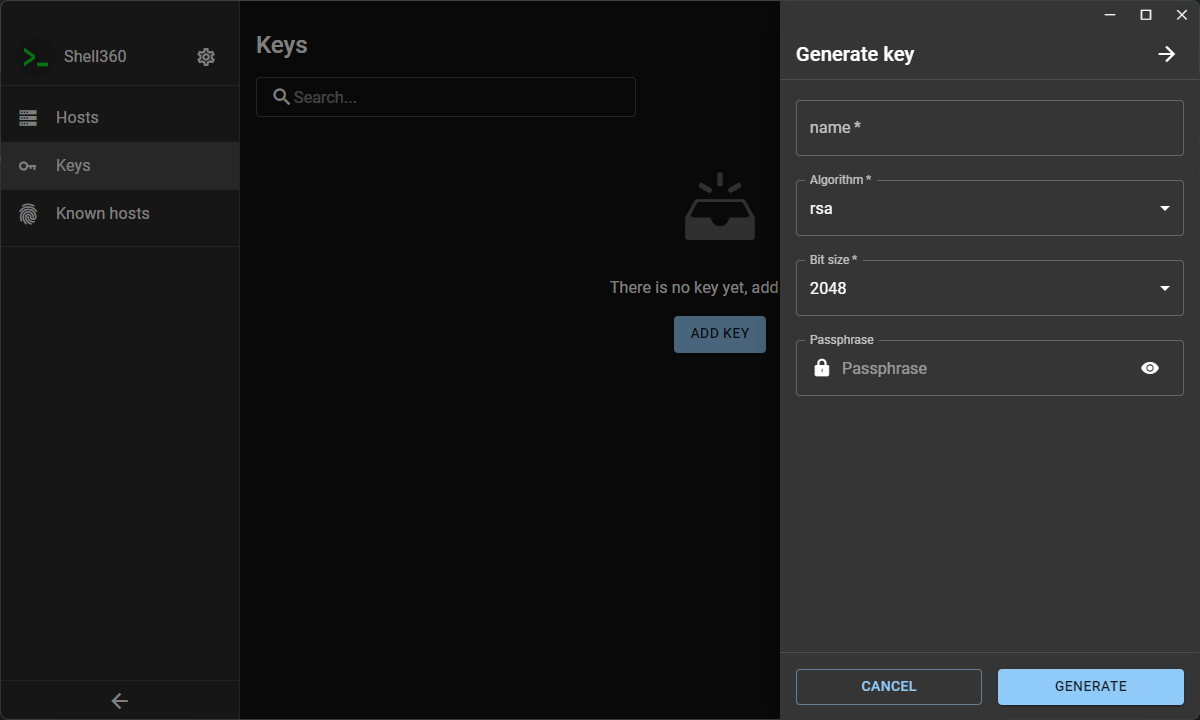 Shell360
Hosts
Keys
Known hosts
Keys
Search...
There is no key yet, add
ADD KEY
Generate key
name *
Algorithm *
rsa
Bit size *
2048
Passphrase
Passphrase
CANCEL
GENERATE